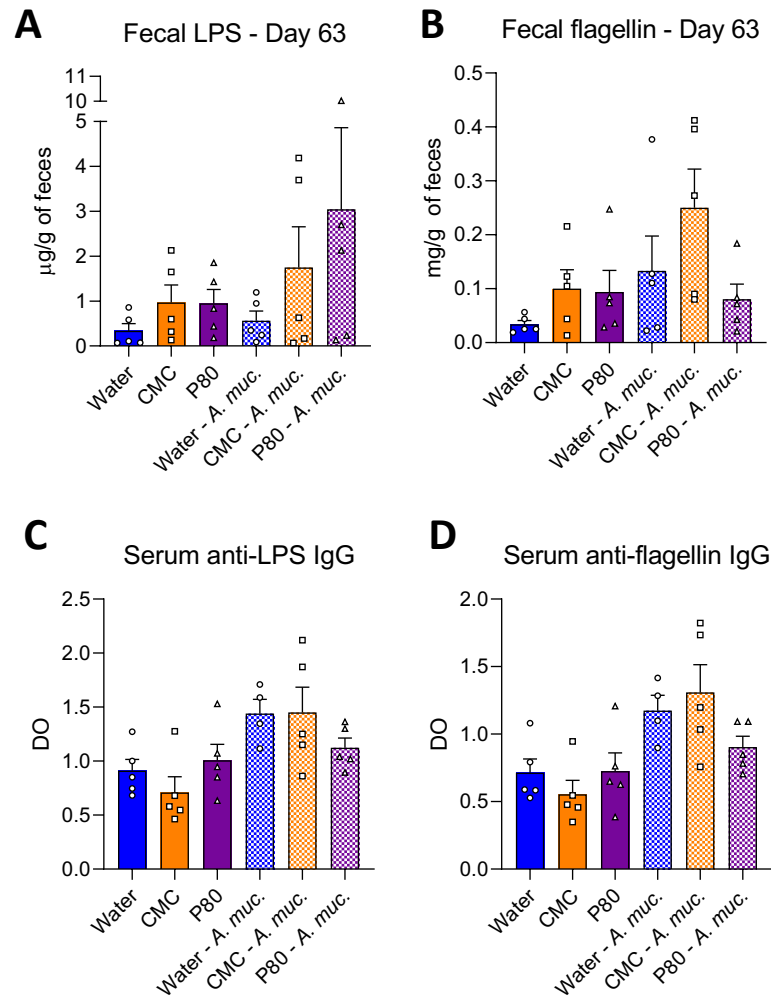 A
Fecal LPS - Day 63
11
10
5
4
3
2
1
0
µg/g of feces
Water
CMC
P80
Water - A. muc.
CMC - A. muc.
P80 - A. muc.
B
Fecal flagellin - Day 63
0.5
0.4
0.3
0.2
0.1
0.0
mg/g of feces
Water
CMC
P80
Water - A. muc.
CMC - A. muc.
P80 - A. muc.
C
Serum anti-LPS IgG
2.5
2.0
1.5
1.0
0.5
0.0
DO
Water
CMC
P80
Water - A. muc.
CMC - A. muc.
P80 - A. muc.
D
Serum anti-flagellin IgG
2.0
1.5
1.0
0.5
0.0
DO
Water
CMC
P80
Water - A. muc.
CMC - A. muc.
P80 - A. muc.